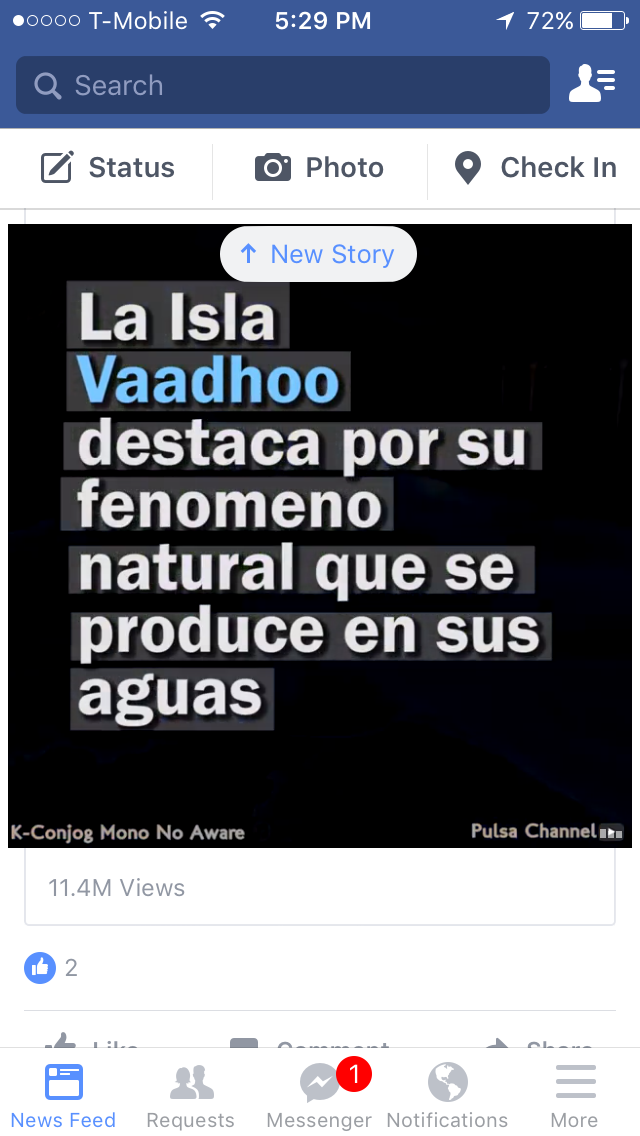 T-Mobile 5:29 PM 72%
Search
Status Photo Check In
↑ New Story
La Isla
Vaadhoo
destaca por su
fenomeno
natural que se
produce en sus
aguas
K-Conjog Mono No Aware Pulsa Channel
11.4M Views
2
Like Comment Share
1
News Feed Requests Messenger Notifications More